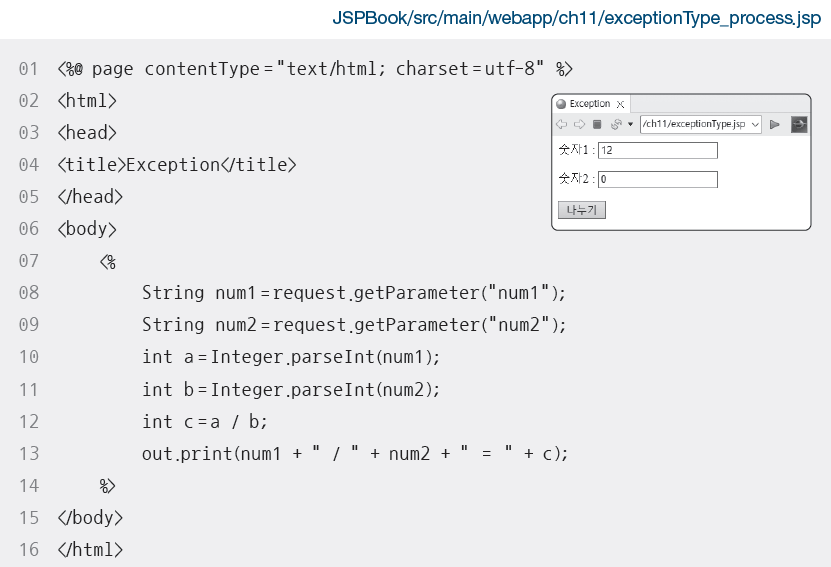 JSPBook/src/main/webapp/ch11/exceptionType_process.jsp
01 <%@ page contentType="text/html; charset=utf-8" %>
02 <html>
03 <head>
04 <title>Exception</title>
05 </head>
06 <body>
07 <%
08 String num1=request.getParameter("num1");
09 String num2=request.getParameter("num2");
10 int a=Integer.parseInt(num1);
11 int b=Integer.parseInt(num2);
12 int c=a / b;
13 out.print(num1 + " / " + num2 + " = " + c);
14 %>
15 </body>
16 </html>
Exception
/ch11/exceptionType.jsp
숫자1 : 12
숫자2 : 0
나누기